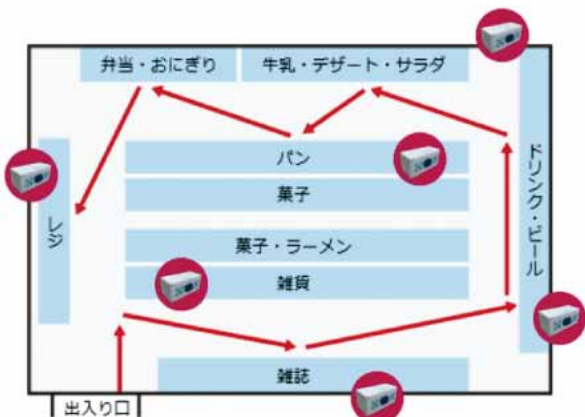 弁当・おにぎり
牛乳・デザート・サラダ
パン
菓子
レジ
ドリンク・ビール
菓子・ラーメン
雑貨
雑誌
出入り口